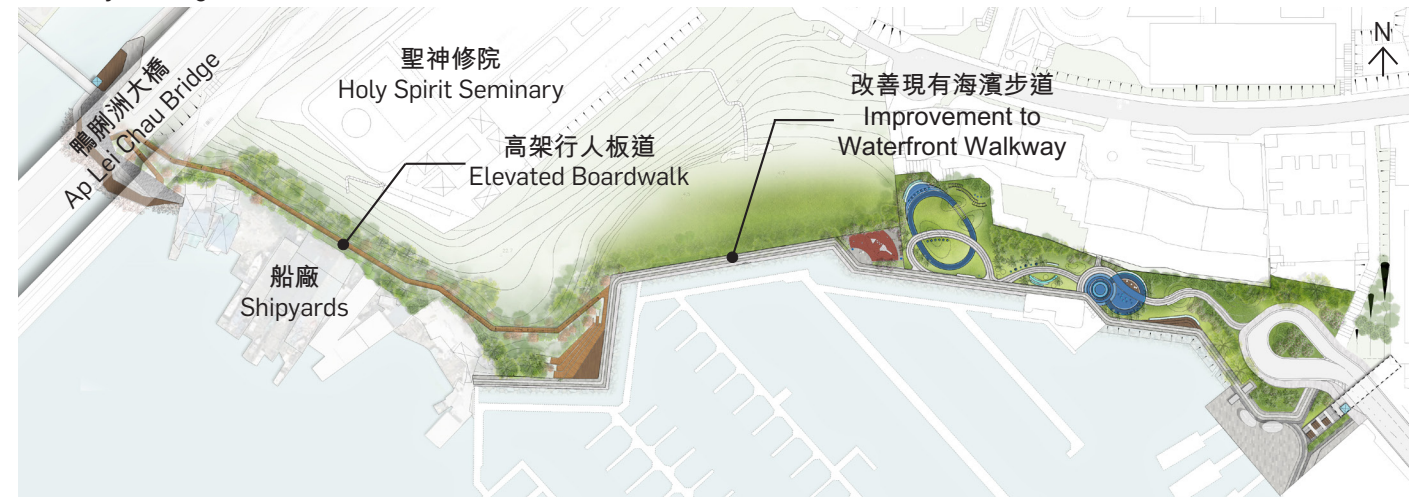 鴨脷洲大橋
Ap Lei Chau Bridge
聖神修院
Holy Spirit Seminary
高架行人板道
Elevated Boardwalk
船廠
Shipyards
改善現有海濱步道
Improvement to
Waterfront Walkway
N